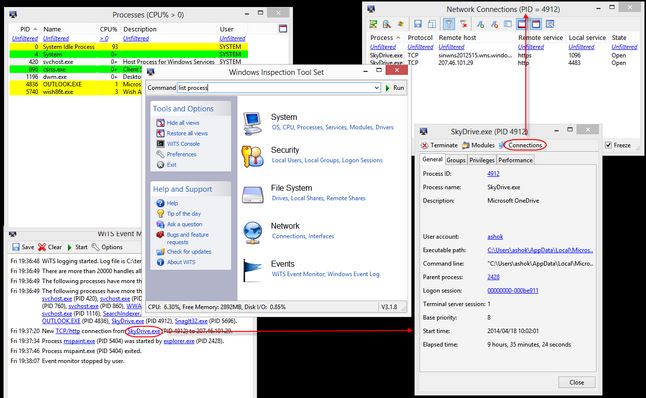 Processes (CPU% > 0)
PID Name CPU% Description User
Unfiltered Unfiltered > 0 Unfiltered Unfiltered
0 System Idle Process 93 SYSTEM
4 System 0+ SYSTEM
420 svchost.exe 0+ Host Process for Windows Services SYSTEM
696 csrss.exe 0+ Client
1196 dwm.exe 0+ Deskto
4836 OUTLOOK.EXE 1 Micros
5740 wish86t.exe 3 Wish A
Network Connections (PID = 4912)
Process Protocol Remote host Remote service Local service State
Unfiltered Unfiltered Unfiltered Unfiltered Unfiltered Unfiltered
sinwns2012515.wns.window https 1096 Open
207.46.101.29 http 4483 Open
Freeze
Windows Inspection Tool Set
Command list process Run
Tools and Options
Hide all views
Restore all views
WiTS Console
Preferences
Exit
Help and Support
Help
Tip of the day
Ask a question
Bugs and feature
requests
Check for updates
About WiTS
System
OS, CPU, Processes, Services, Modules, Drivers
Security
Local Users, Local Groups, Logon Sessions
File System
Drives, Local Shares, Remote Shares
Network
Connections, Interfaces
Events
WiTS Event Monitor, Windows Event Log
CPU: 6.30%, Free Memory: 2892MB, Disk I/O: 0.85% V3.1.8
SkyDrive.exe (PID 4912)
Terminate Modules Connections
General Groups Privileges Performance
Process ID: 4912
Process name: SkyDrive.exe
Description: Microsoft OneDrive
User account: ashok
Executable path: C:\Users\ashok\AppData\Local\Micros..
Command line: "C:\Users\ashok\AppData\Local\Micros..
Parent process: 2428
Logon session: 00000000-000be911
Terminal server session: 1
Base priority: 8
Start time: 2014/04/18 10:02:01
Elapsed time: 9 hours, 35 minutes, 24 seconds
Close
WiTS Event M
Save Clear Start Options
Fri 19:36:48 WiTS logging started. Log file is C:/
Fri 19:36:49 There are more than 20000 handles all
Fri 19:36:49 The following processes have more th
Fri 19:36:49 The following processes have more th
svchost.exe (PID 420), svchost.exe (PID
(PID 760), svchost.exe (PID 860), WWA
svchost.exe (PID 1116), SearchIndexer.
OUTLOOK.EXE (PID 4836), SkyDrive.exe (PID 4912), SnagIt32.exe (PID 5696).
Fri 19:37:20 New TCP/http connection from SkyDrive.exe (PID 4912) to 207.46.101.29.
Fri 19:37:34 Process mspaint.exe (PID 5404) was started by explorer.exe (PID 2428).
Fri 19:37:46 Process mspaint.exe (PID 5404) exited.
Fri 19:38:07 Event monitor stopped by user.